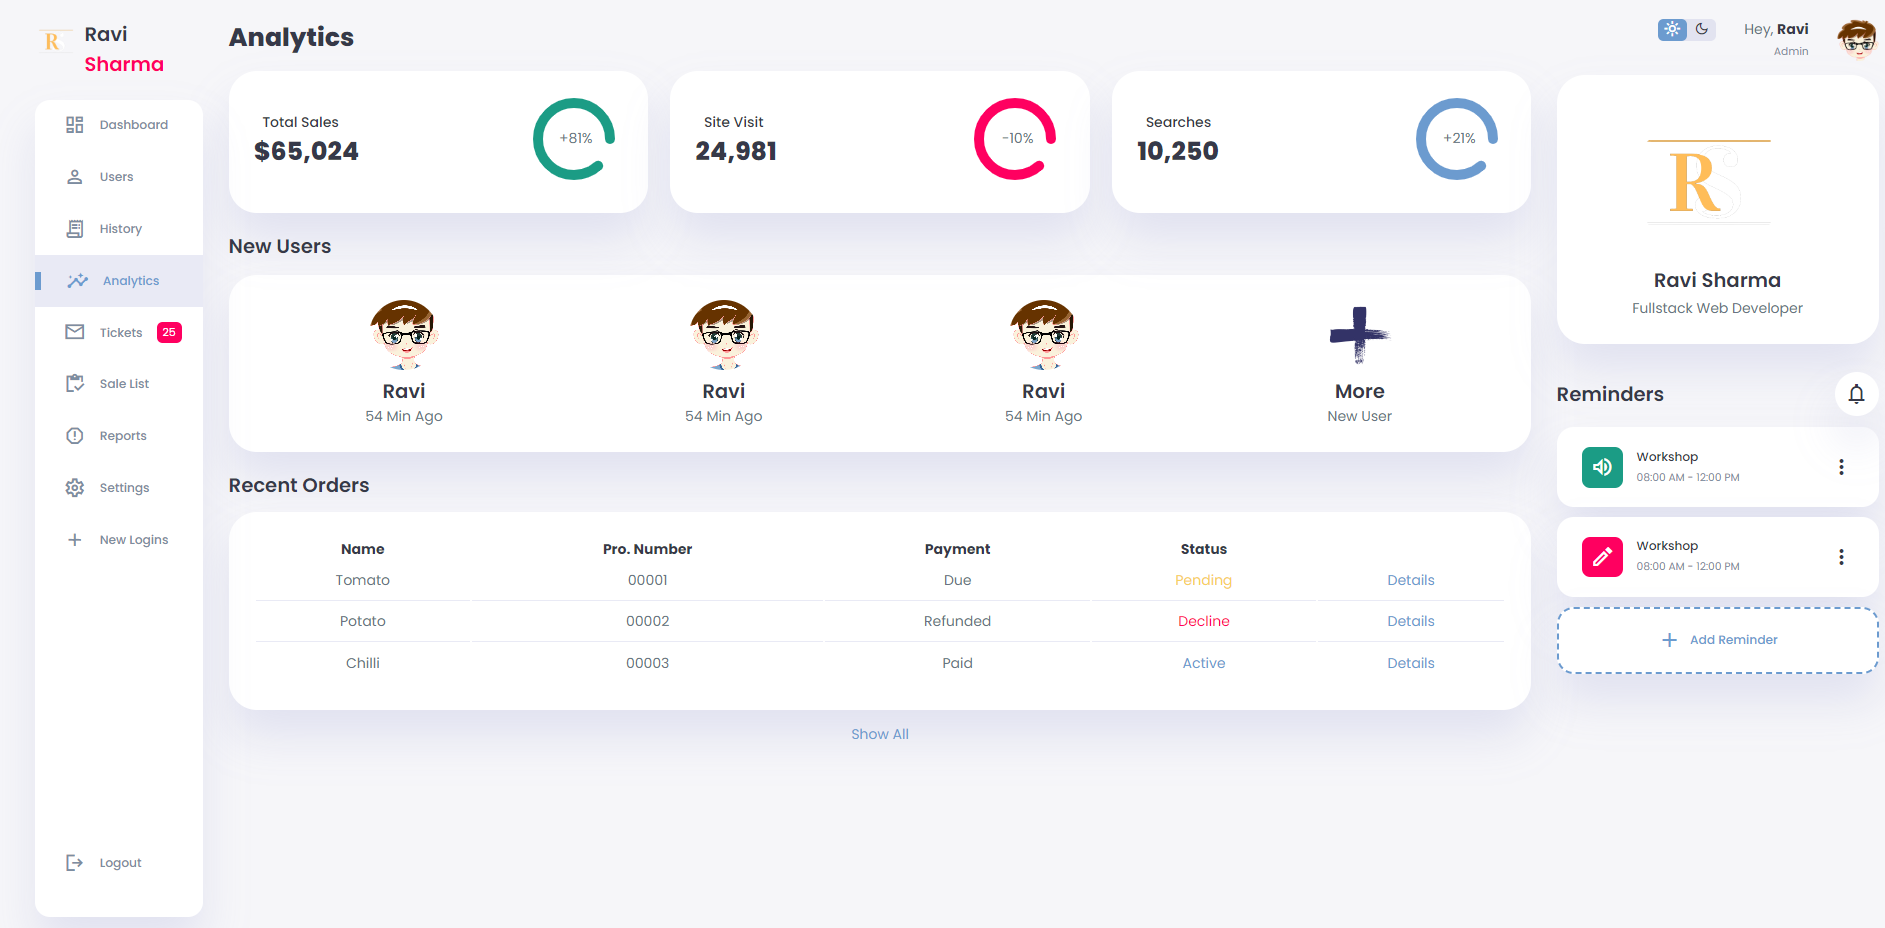 RS
Ravi
Sharma
Dashboard
Users
History
Analytics
Tickets 25
Sale List
Reports
Settings
New Logins
Logout
Analytics
Total Sales
$65,024
+81%
Site Visit
24,981
-10%
Searches
10,250
+21%
New Users
Ravi
54 Min Ago
Ravi
54 Min Ago
Ravi
54 Min Ago
More
New User
Recent Orders
Name Pro. Number Payment Status
Tomato 00001 Due Pending Details
Potato 00002 Refunded Decline Details
Chilli 00003 Paid Active Details
Show All
Hey, Ravi
Admin
RS
Ravi Sharma
Fullstack Web Developer
Reminders
Workshop
08:00 AM - 12:00 PM
Workshop
08:00 AM - 12:00 PM
Add Reminder